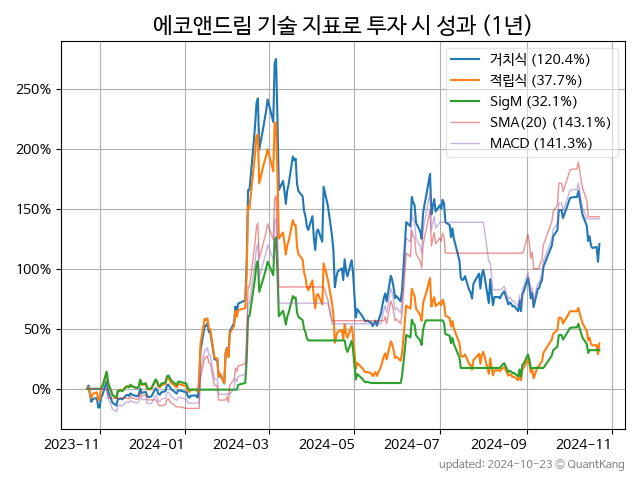 에코앤드림 기술 지표로 투자 시 성과 (1년)
거치식 (120.4%)
적립식 (37.7%)
SigM (32.1%)
SMA(20) (143.1%)
MACD (141.3%)
250%
200%
150%
100%
50%
0%
2023-11 2024-01 2024-03 2024-05 2024-07 2024-09 2024-11
updated: 2024-10-23 @ QuantKang